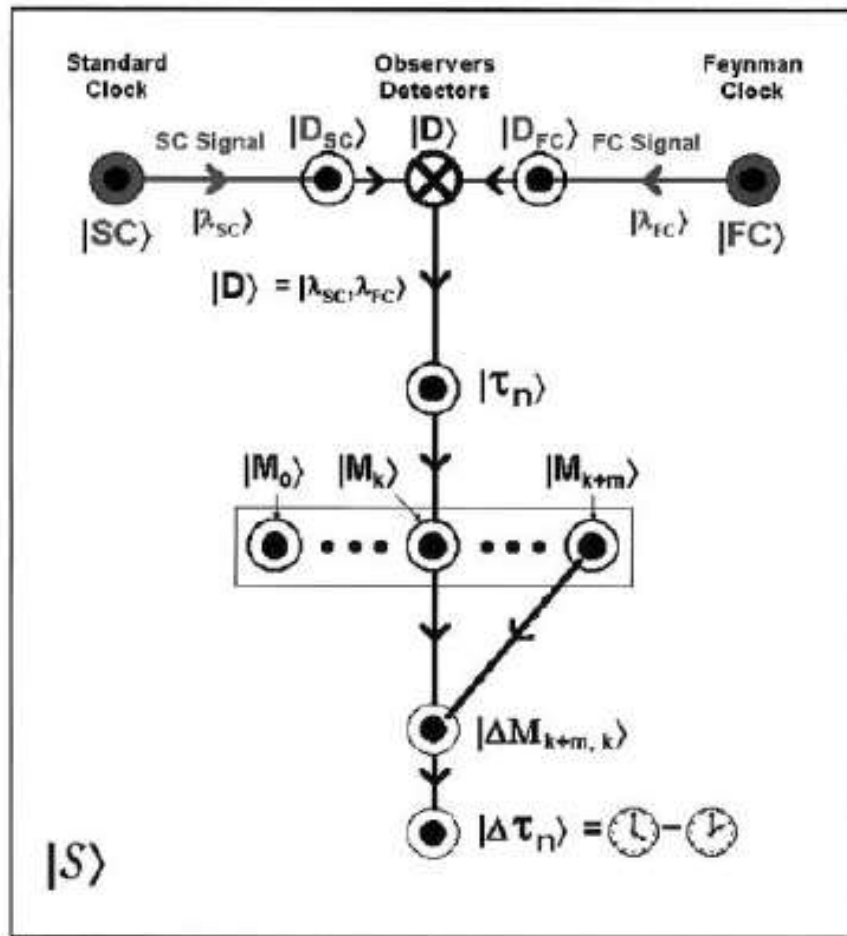 Standard Clock
Observers Detectors
Feynman Clock
SC Signal
|D_SC⟩
|D⟩
|D_FC⟩
FC Signal
|SC⟩
|λ_SC⟩
|λ_FC⟩
|FC⟩
|D⟩ = |λ_SC, λ_FC⟩
|τ_n⟩
|M_0⟩
|M_k⟩
|M_k+m⟩
|ΔM_k+m, k⟩
|Δτ_n⟩ ≡ –
|S⟩